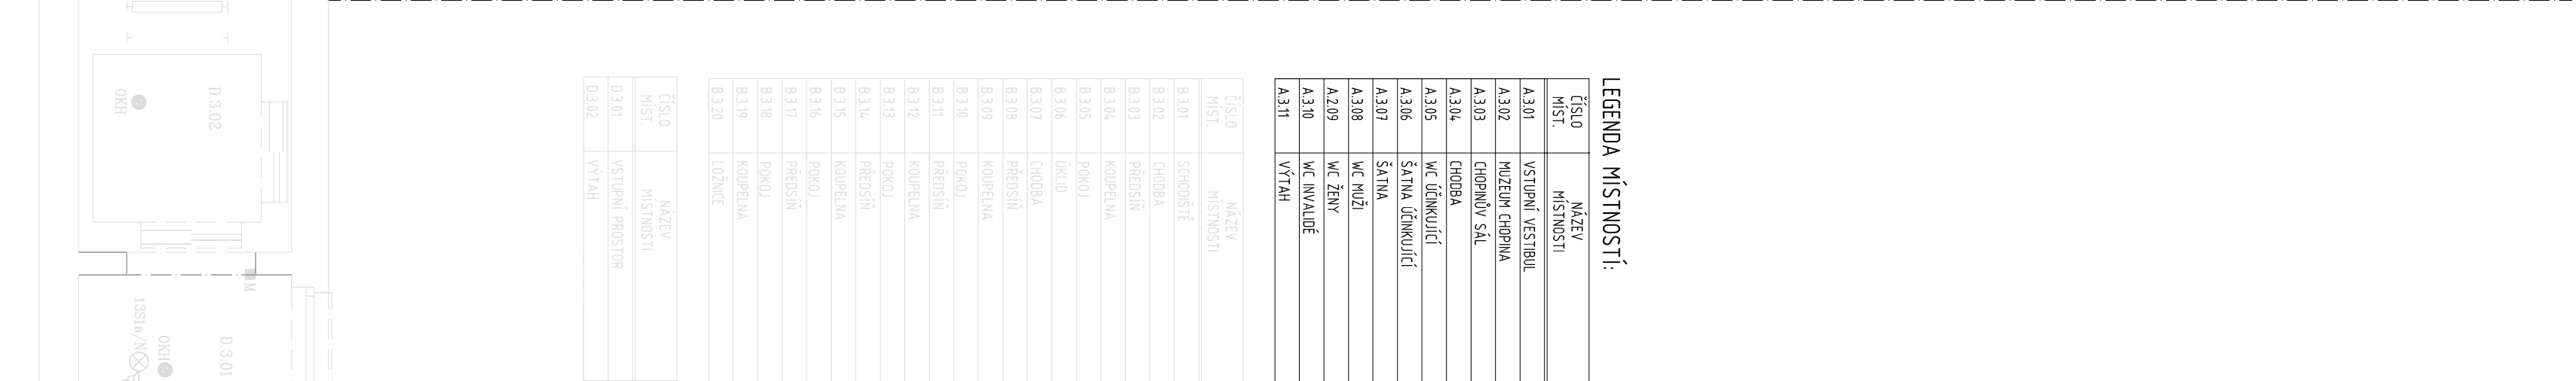 LEGENDA MÍSTNOSTÍ:
ČÍSLO MÍST. NÁZEV MÍSTNOSTI
A.3.01 VSTUPNÍ VESTIBUL
A.3.02 MUZEUM CHOPINA
A.3.03 CHOPINŮV SÁL
A.3.04 CHODBA
A.3.05 WC ÚČINKUJÍCÍ
A.3.06 ŠATNA ÚČINKUJÍCÍ
A.3.07 ŠATNA
A.3.08 WC MUŽI
A.2.09 WC ŽENY
A.3.10 WC INVALIDÉ
A.3.11 VÝTAH
ČÍSLO MÍST. NÁZEV MÍSTNOSTI
B.3.01 SCHODIŠTĚ
B.3.02 CHODBA
B.3.03 PŘEDSÍŇ
B.3.04 KOUPELNA
B.3.05 POKOJ
B.3.06 ÚKLID
B.3.07 CHODBA
B.3.08 PŘEDSÍŇ
B.3.09 KOUPELNA
B.3.10 POKOJ
B.3.11 PŘEDSÍŇ
B.3.12 KOUPELNA
B.3.13 POKOJ
B.3.14 PŘEDSÍŇ
B.3.15 KOUPELNA
B.3.16 POKOJ
B.3.17 PŘEDSÍŇ
B.3.18 POKOJ
B.3.19 KOUPELNA
B.3.20 LOŽNICE
ČÍSLO MÍST. NÁZEV MÍSTNOSTI
D.3.01 VSTUPNÍ PROSTOR
D.3.02 VÝTAH
D.3.02
OKH
M
13S1a/N
OKH
D.3.01